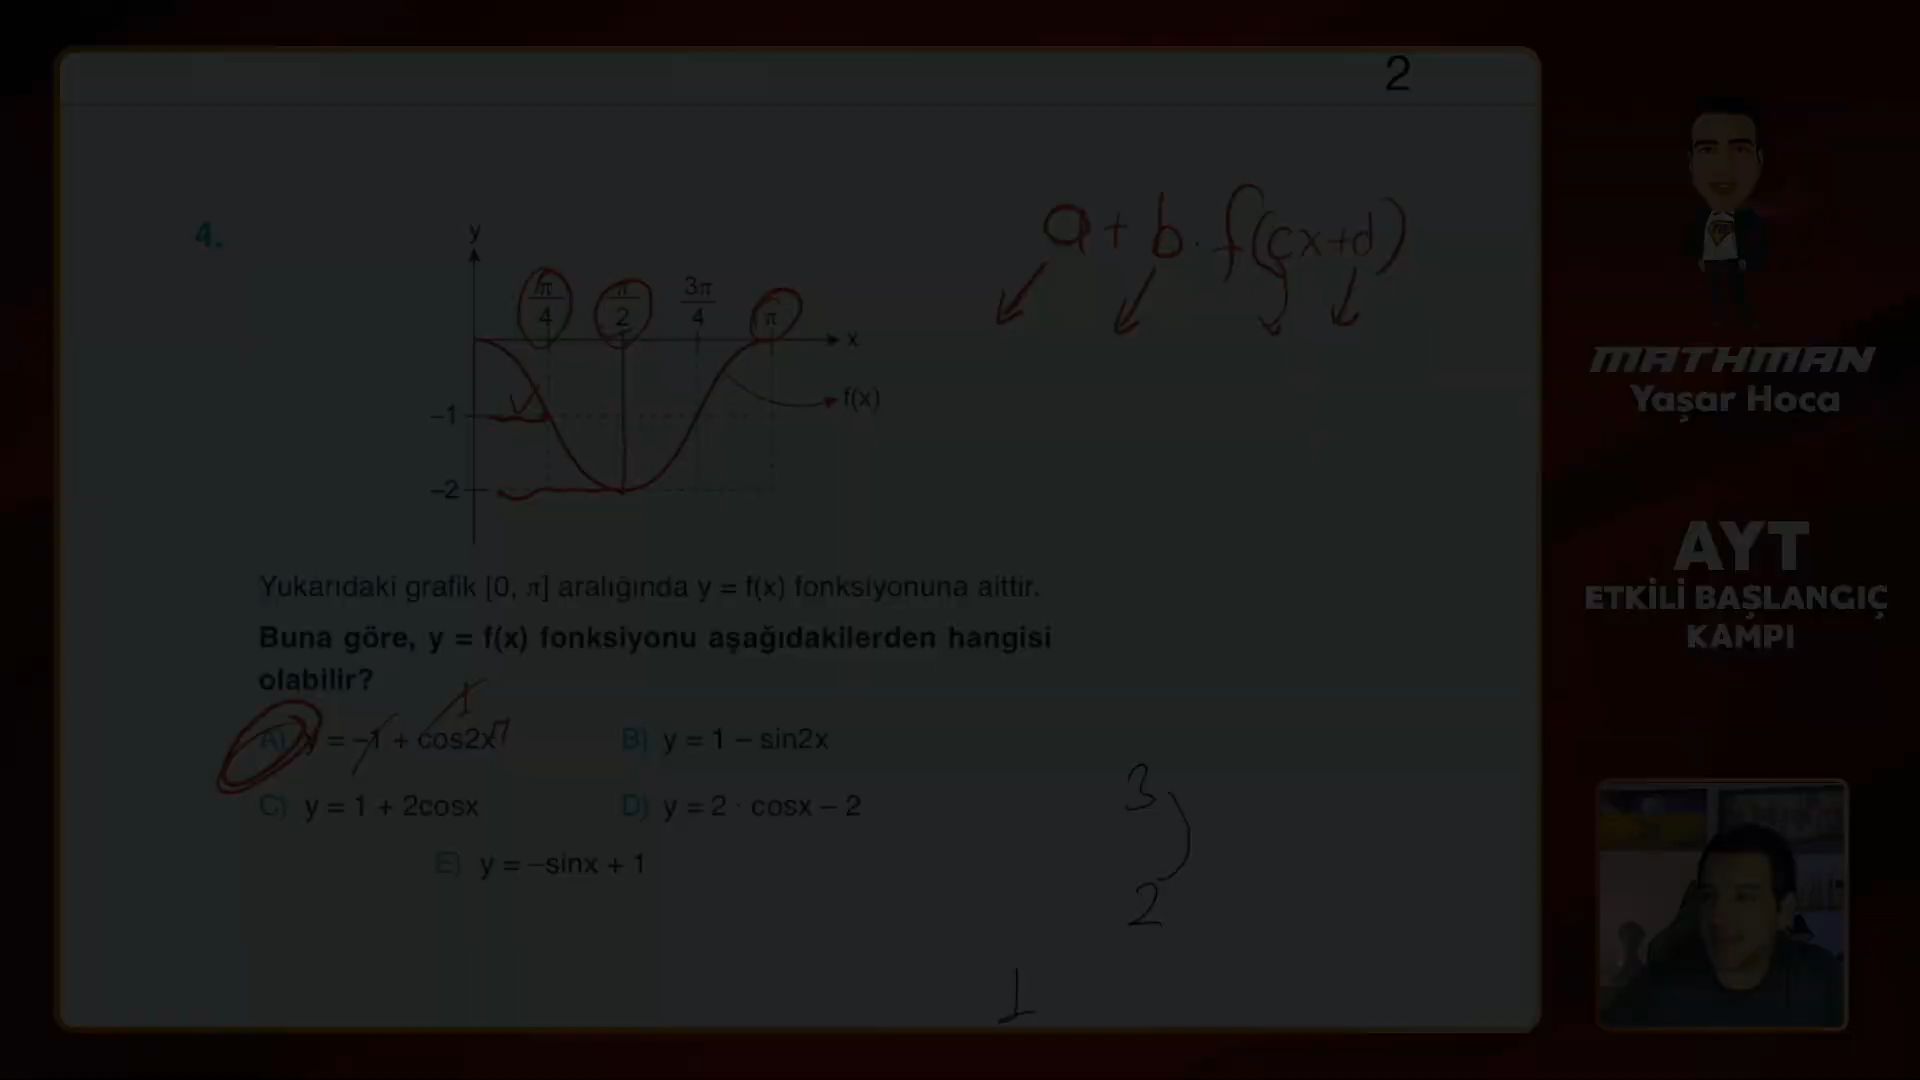 2
4.
y
π/4 π/2 3π/4 π
x
f(x)
-1
-2
a + b · f(cx+d)
Yukarıdaki grafik [0, π] aralığında y = f(x) fonksiyonuna aittir.
Buna göre, y = f(x) fonksiyonu aşağıdakilerden hangisi
olabilir?
1
A) y = -1 + cos2x
B) y = 1 – sin2x
C) y = 1 + 2cosx
D) y = 2 · cosx – 2
E) y = –sinx + 1
3
2
1
MATHMAN
Yaşar Hoca
AYT
ETKİLİ BAŞLANGIÇ
KAMPI